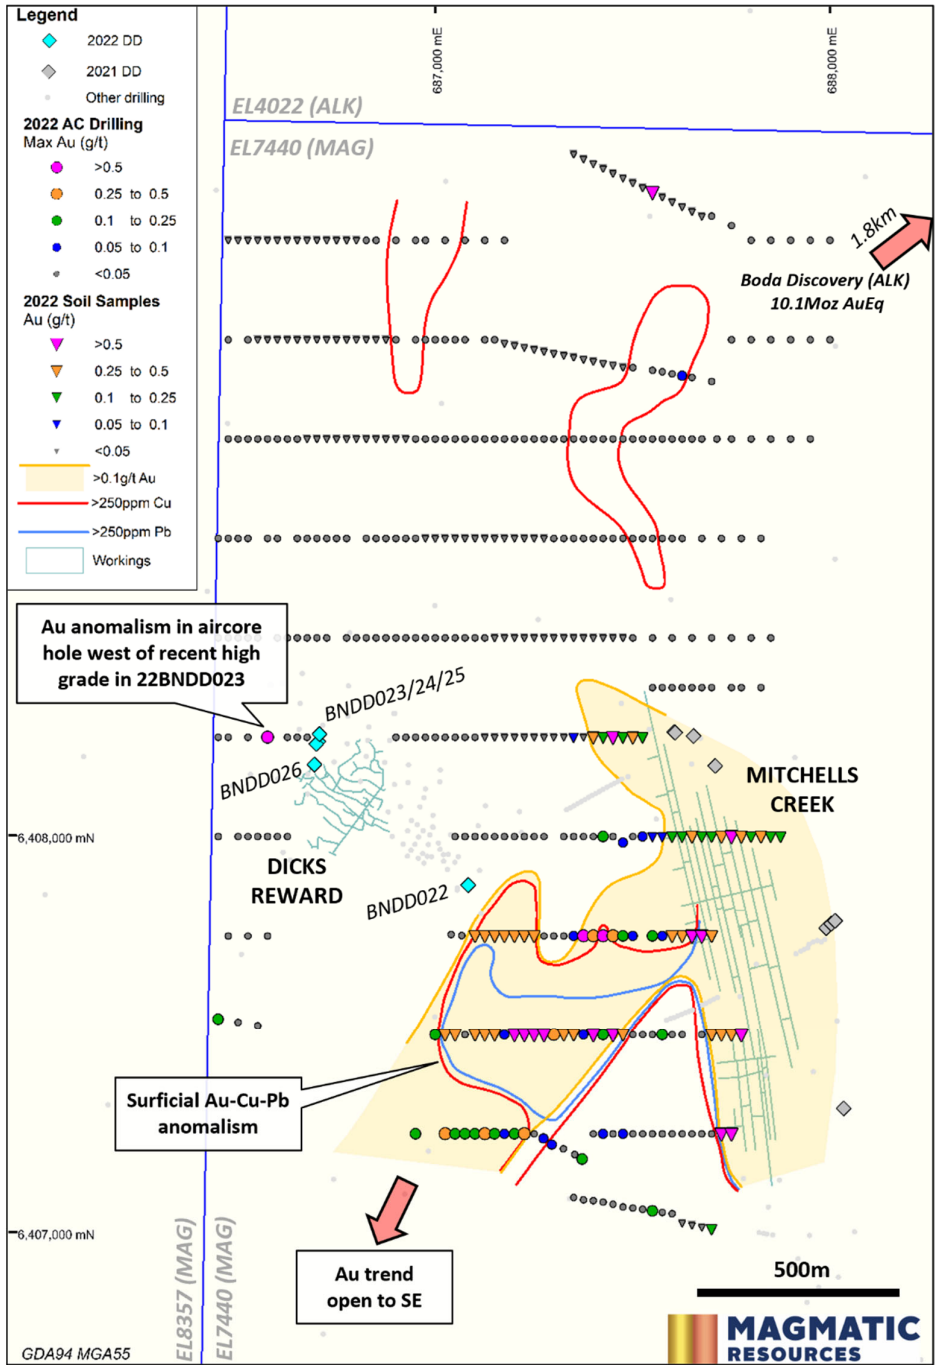 Legend
2022 DD
2021 DD
Other drilling
2022 AC Drilling
Max Au (g/t)
>0.5
0.25 to 0.5
0.1 to 0.25
0.05 to 0.1
<0.05
2022 Soil Samples
Au (g/t)
>0.5
0.25 to 0.5
0.1 to 0.25
0.05 to 0.1
<0.05
>0.1g/t Au
>250ppm Cu
>250ppm Pb
Workings
687,000 mE
688,000 mE
EL4022 (ALK)
EL7440 (MAG)
1.8km
Boda Discovery (ALK)
10.1Moz AuEq
Au anomalism in aircore
hole west of recent high
grade in 22BNDD023
BNDD023/24/25
BNDD026
MITCHELLS
CREEK
6,408,000 mN
DICKS
REWARD
BNDD022
Surficial Au-Cu-Pb
anomalism
6,407,000 mN
EL8357 (MAG)
EL7440 (MAG)
Au trend
open to SE
500m
GDA94 MGA55
MAGMATIC
RESOURCES